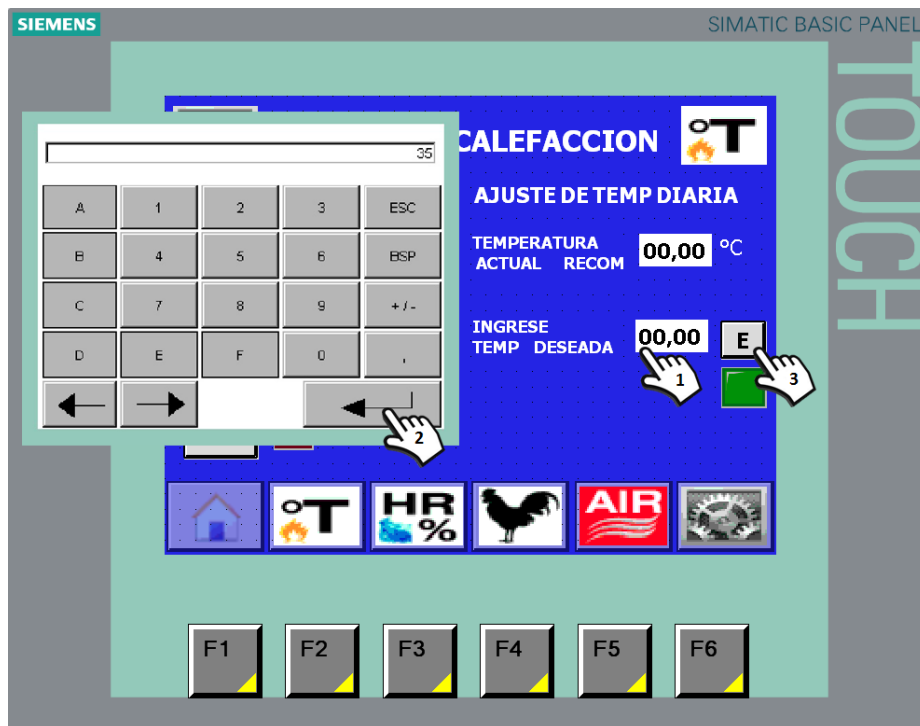 SIEMENS
SIMATIC BASIC PANEL
TOUCH
CALEFACCION
°T
AJUSTE DE TEMP DIARIA
TEMPERATURA
ACTUAL RECOM
00,00 °C
INGRESE
TEMP DESEADA
00,00
E
1
3
35
A 1 2 3 ESC
B 4 5 6 BSP
C 7 8 9 +/-
D E F 0 ,
2
°T
HR
%
AIR
F1 F2 F3 F4 F5 F6